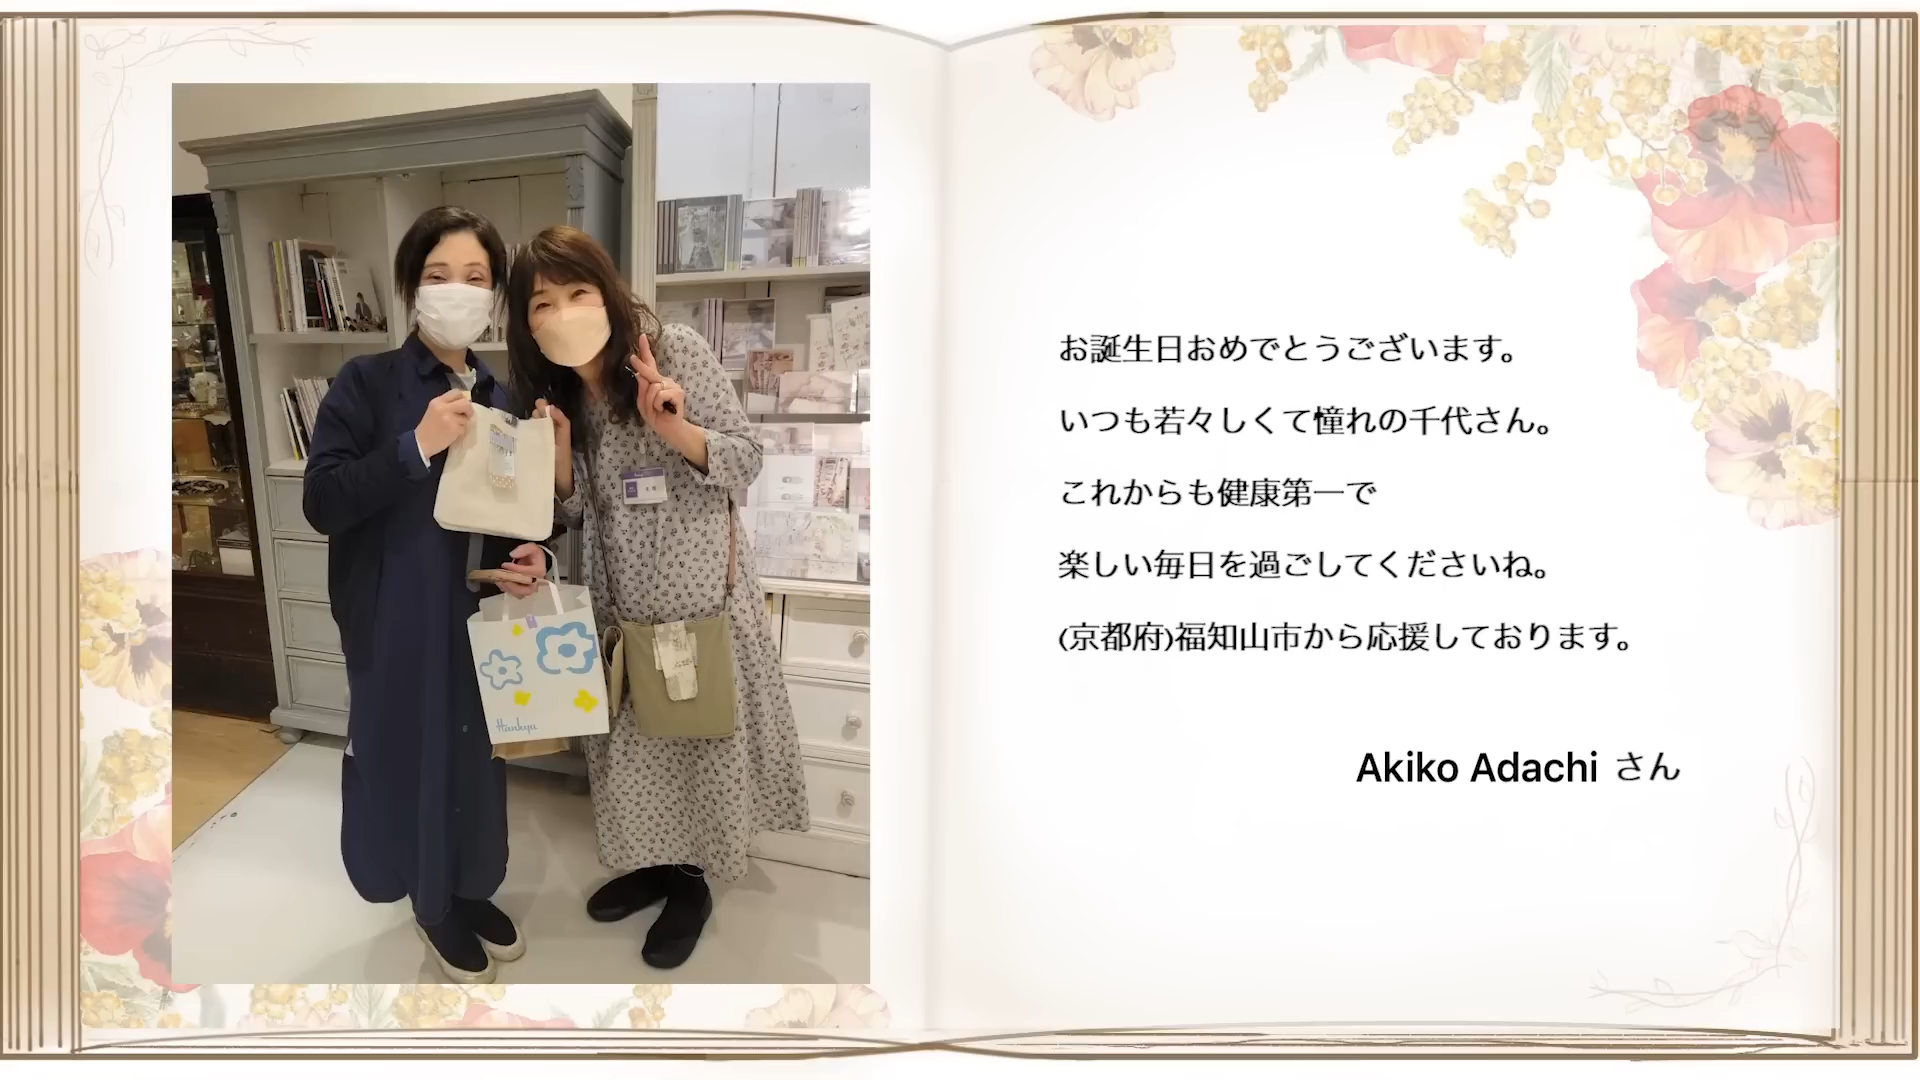 お誕生日おめでとうございます。
いつも若々しくて憧れの千代さん。
これからも健康第一で
楽しい毎日を過ごしてくださいね。
(京都府)福知山市から応援しております。
Akiko Adachi さん
Hankyu